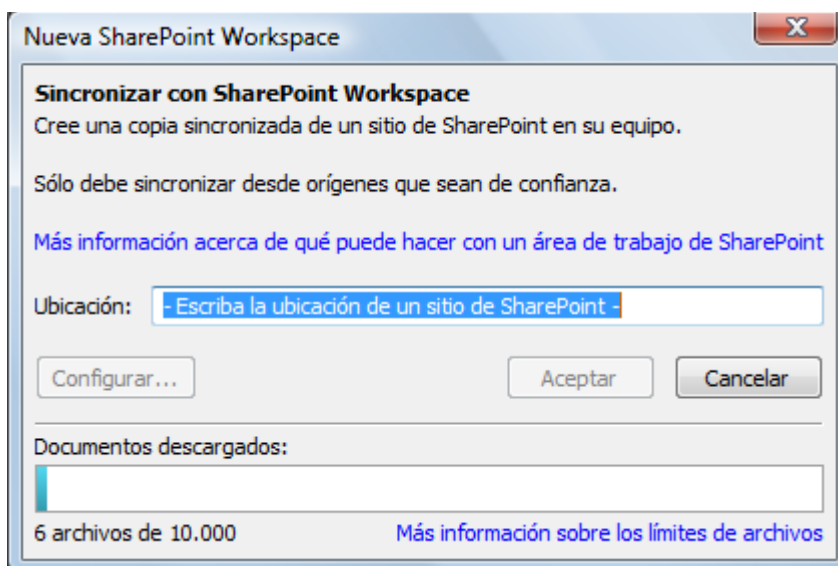 Nueva SharePoint Workspace
Sincronizar con SharePoint Workspace
Cree una copia sincronizada de un sitio de SharePoint en su equipo.
Sólo debe sincronizar desde orígenes que sean de confianza.
Más información acerca de qué puede hacer con un área de trabajo de SharePoint
Ubicación: - Escriba la ubicación de un sitio de SharePoint -
Configurar... Aceptar Cancelar
Documentos descargados:
6 archivos de 10.000 Más información sobre los límites de archivos